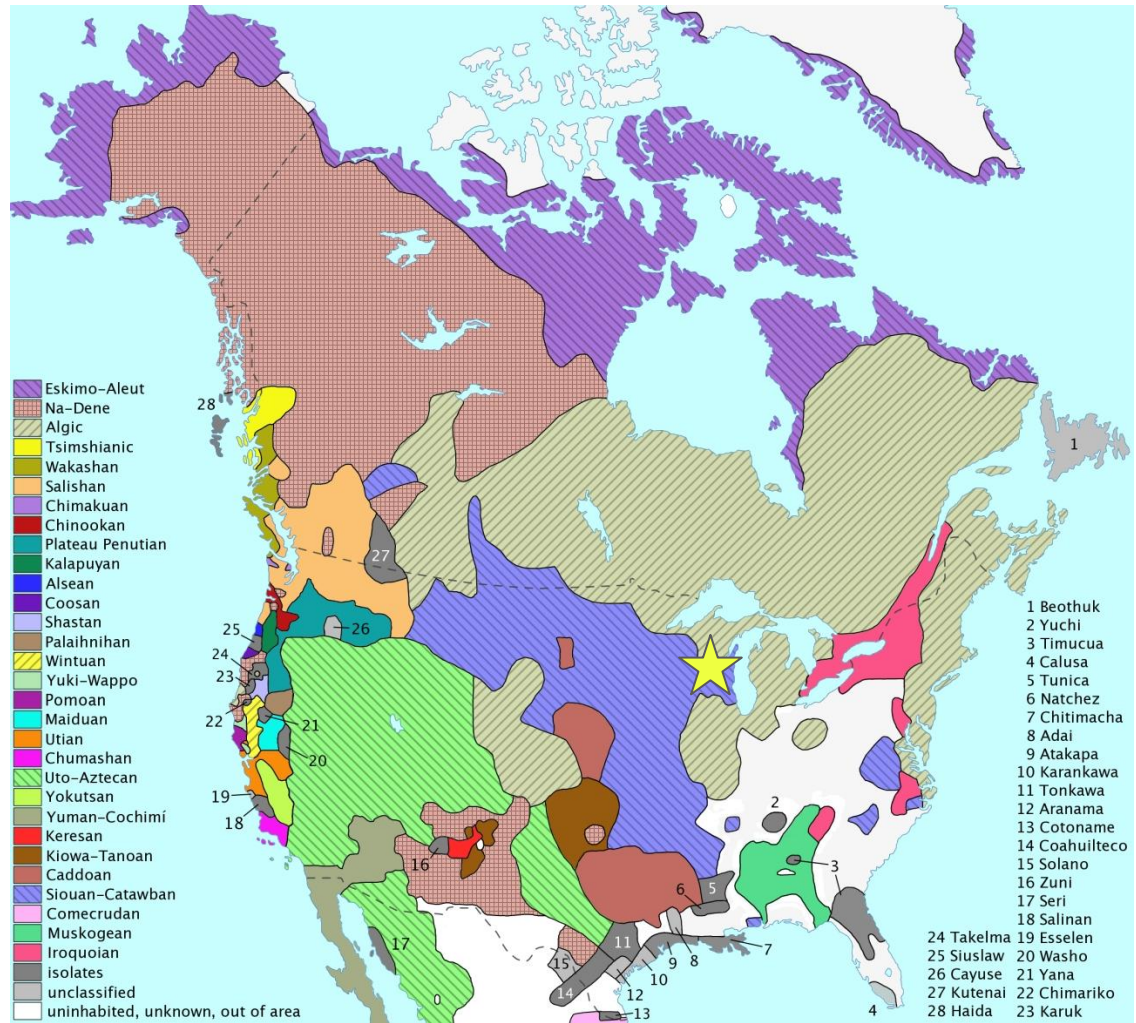 Eskimo-Aleut
Na-Dene
Algic
Tsimshianic
Wakashan
Salishan
Chimakuan
Chinookan
Plateau Penutian
Kalapuyan
Alsean
Coosan
Shastan
Palaihnihan
Wintuan
Yuki-Wappo
Pomoan
Maiduan
Utian
Chumashan
Uto-Aztecan
Yokutsan
Yuman-Cochimí
Keresan
Kiowa-Tanoan
Caddoan
Siouan-Catawban
Comecrudan
Muskogean
Iroquoian
isolates
unclassified
uninhabited, unknown, out of area
28
27
26
25
24
23
22
21
20
19
18
16
17
15
14
11
13
12
10
9
8
7
6
5
2
3
4
1
1 Beothuk
2 Yuchi
3 Timucua
4 Calusa
5 Tunica
6 Natchez
7 Chitimacha
8 Adai
9 Atakapa
10 Karankawa
11 Tonkawa
12 Aranama
13 Cotoname
14 Coahuilteco
15 Solano
16 Zuni
17 Seri
18 Salinan
24 Takelma 19 Esselen
25 Siuslaw 20 Washo
26 Cayuse 21 Yana
27 Kutenai 22 Chimariko
28 Haida 23 Karuk